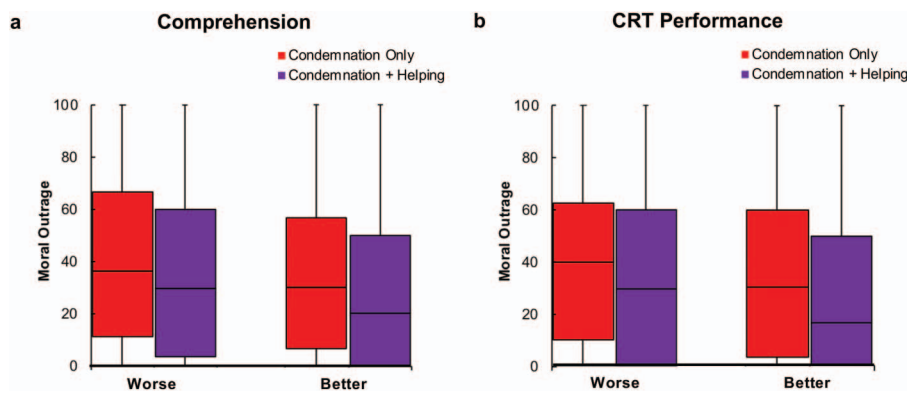 a
Comprehension
Condemnation Only
Condemnation + Helping
Moral Outrage
100
80
60
40
20
0
Worse
Better
b
CRT Performance
Condemnation Only
Condemnation + Helping
Moral Outrage
100
80
60
40
20
0
Worse
Better